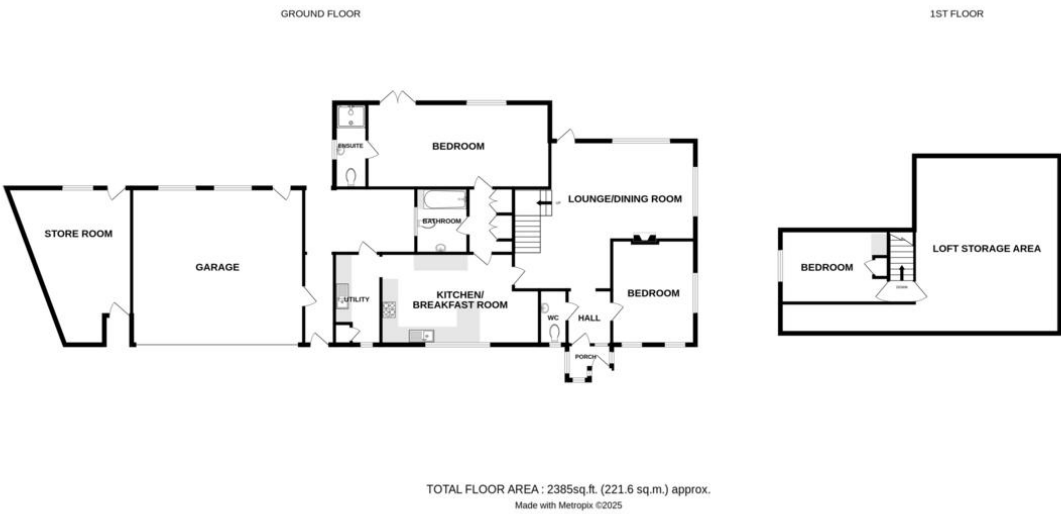 GROUND FLOOR
1ST FLOOR
BEDROOM
ENSUITE
LOUNGE/DINING ROOM
UP
BATHROOM
STORE ROOM
GARAGE
UTILITY
KITCHEN/
BREAKFAST ROOM
BEDROOM
WC
HALL
PORCH
BEDROOM
DOWN
LOFT STORAGE AREA
TOTAL FLOOR AREA : 2385sq.ft. (221.6 sq.m.) approx.
Made with Metropix ©2025